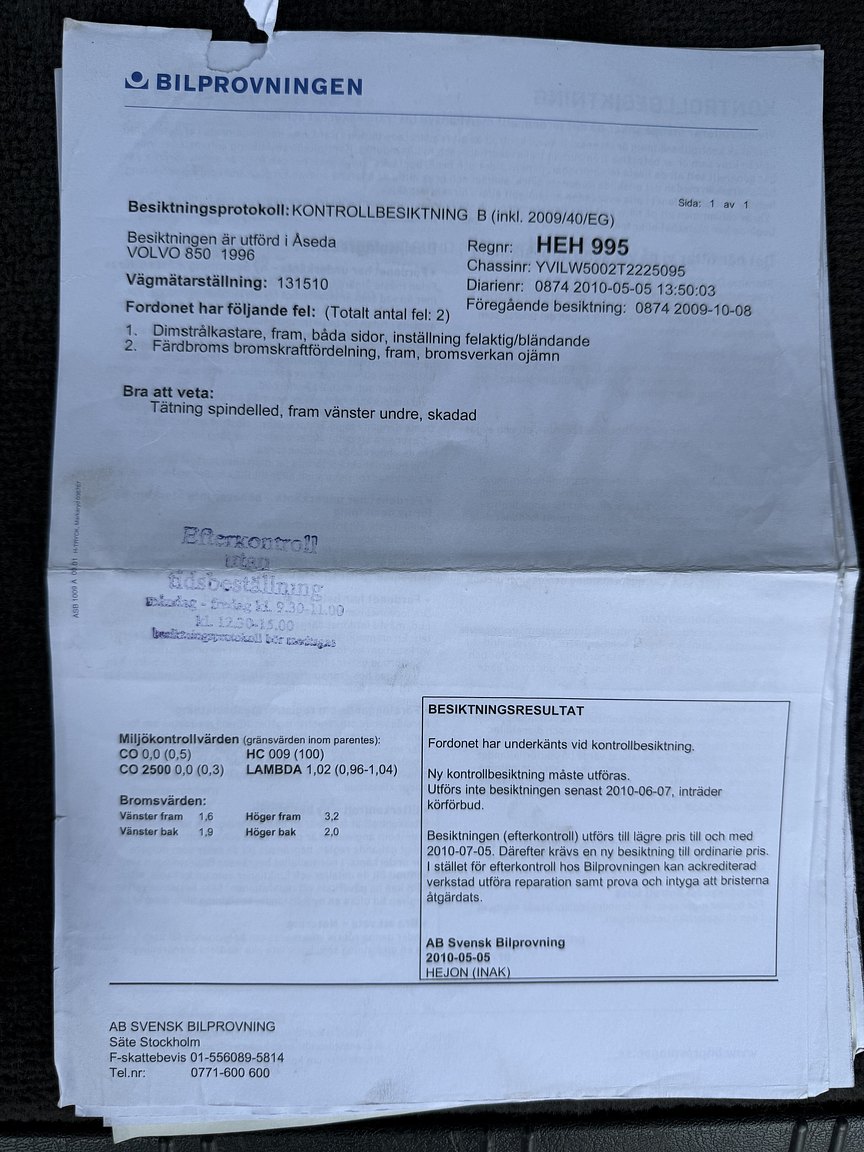 BILPROVNINGEN
Sida: 1 av 1
Besiktningsprotokoll: KONTROLLBESIKTNING B (inkl. 2009/40/EG)
Besiktningen är utförd i Åseda
VOLVO 850 1996
Regnr: HEH 995
Chassinr: YVILW5002T2225095
Vägmätarställning: 131510
Diarienr: 0874 2010-05-05 13:50:03
Föregående besiktning: 0874 2009-10-08
Fordonet har följande fel: (Totalt antal fel: 2)
1. Dimstrålkastare, fram, båda sidor, inställning felaktig/bländande
2. Färdbroms bromskraftfördelning, fram, bromsverkan ojämn
Bra att veta:
Tätning spindelled, fram vänster undre, skadad
Efterkontroll
utan
tidsbeställning
måndag - fredag kl. 9.30-11.00
kl. 12.30-15.00
besiktningsprotokoll bör medtagas
Miljökontrollvärden (gränsvärden inom parentes):
CO 0,0 (0,5) HC 009 (100)
CO 2500 0,0 (0,3) LAMBDA 1,02 (0,96-1,04)
Bromsvärden:
Vänster fram 1,6 Höger fram 3,2
Vänster bak 1,9 Höger bak 2,0
BESIKTNINGSRESULTAT
Fordonet har underkänts vid kontrollbesiktning.
Ny kontrollbesiktning måste utföras.
Utförs inte besiktningen senast 2010-06-07, inträder
körförbud.
Besiktningen (efterkontroll) utförs till lägre pris till och med
2010-07-05. Därefter krävs en ny besiktning till ordinarie pris.
I stället för efterkontroll hos Bilprovningen kan ackrediterad
verkstad utföra reparation samt prova och intyga att bristerna
åtgärdats.
AB Svensk Bilprovning
2010-05-05
HEJON (INAK)
AB SVENSK BILPROVNING
Säte Stockholm
F-skattebevis 01-556089-5814
Tel.nr: 0771-600 600